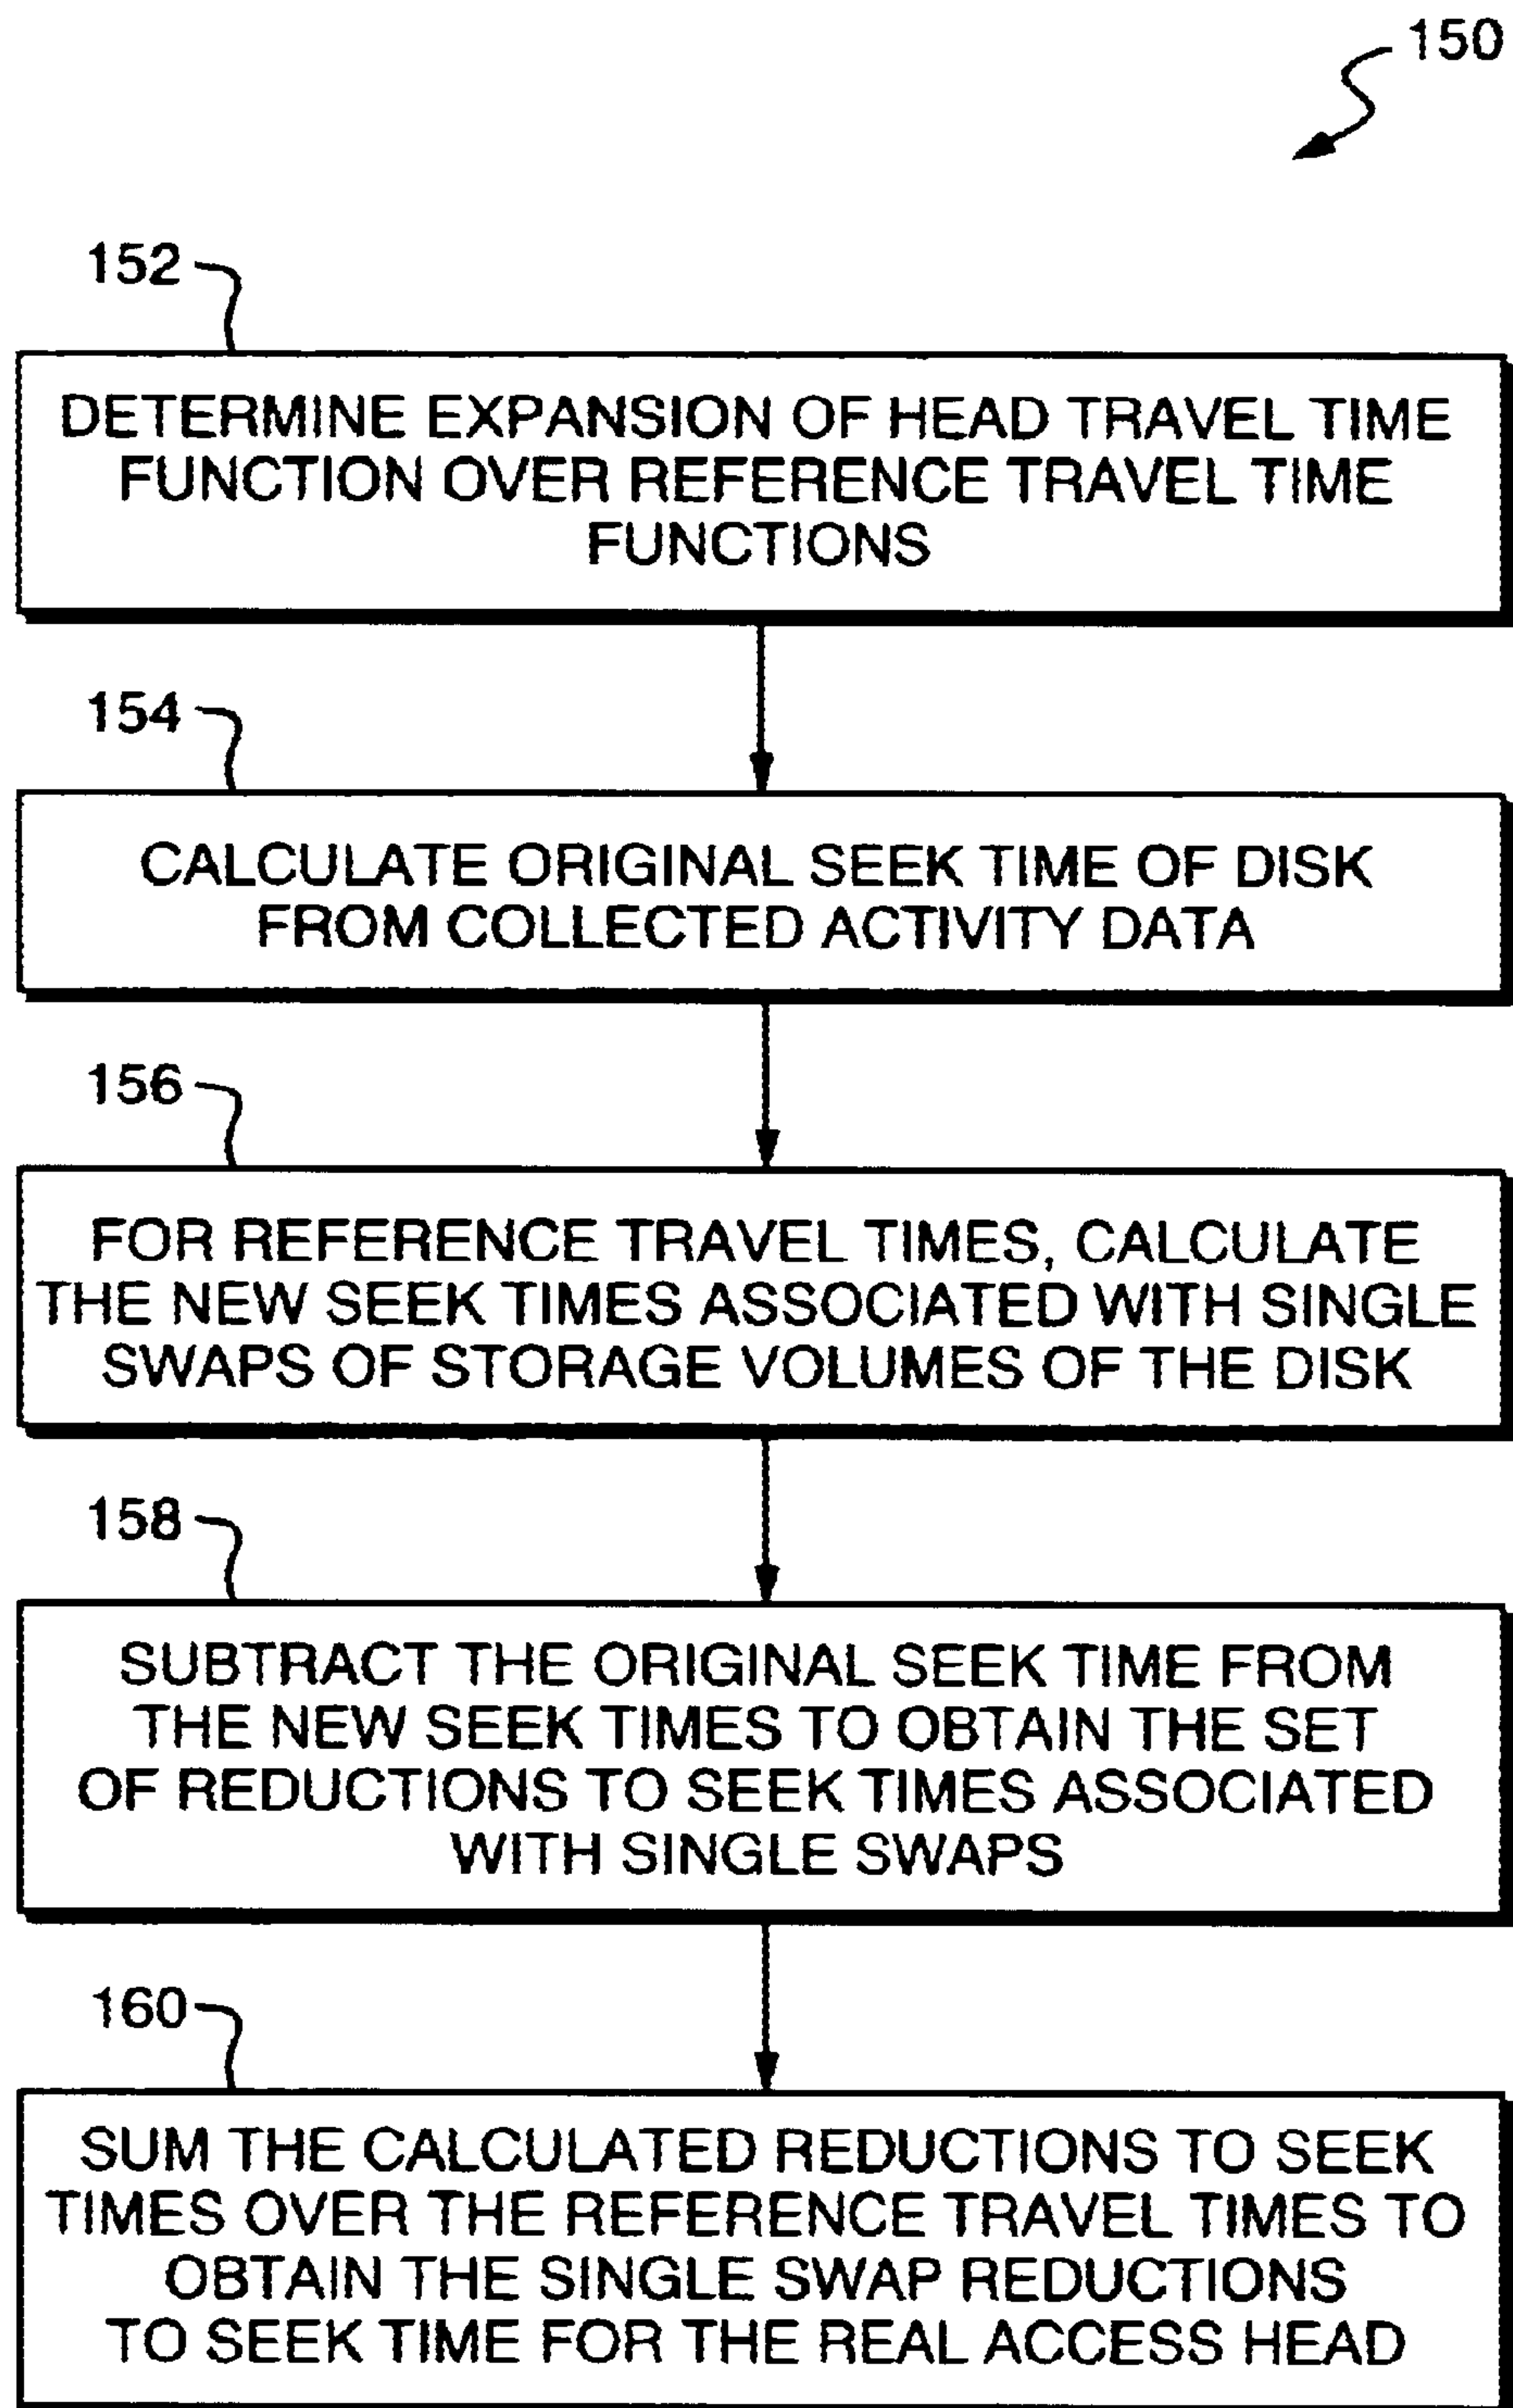 150
152
DETERMINE EXPANSION OF HEAD TRAVEL TIME
FUNCTION OVER REFERENCE TRAVEL TIME
FUNCTIONS
154
CALCULATE ORIGINAL SEEK TIME OF DISK
FROM COLLECTED ACTIVITY DATA
156
FOR REFERENCE TRAVEL TIMES, CALCULATE
THE NEW SEEK TIMES ASSOCIATED WITH SINGLE
SWAPS OF STORAGE VOLUMES OF THE DISK
158
SUBTRACT THE ORIGINAL SEEK TIME FROM
THE NEW SEEK TIMES TO OBTAIN THE SET
OF REDUCTIONS TO SEEK TIMES ASSOCIATED
WITH SINGLE SWAPS
160
SUM THE CALCULATED REDUCTIONS TO SEEK
TIMES OVER THE REFERENCE TRAVEL TIMES TO
OBTAIN THE SINGLE SWAP REDUCTIONS
TO SEEK TIME FOR THE REAL ACCESS HEAD